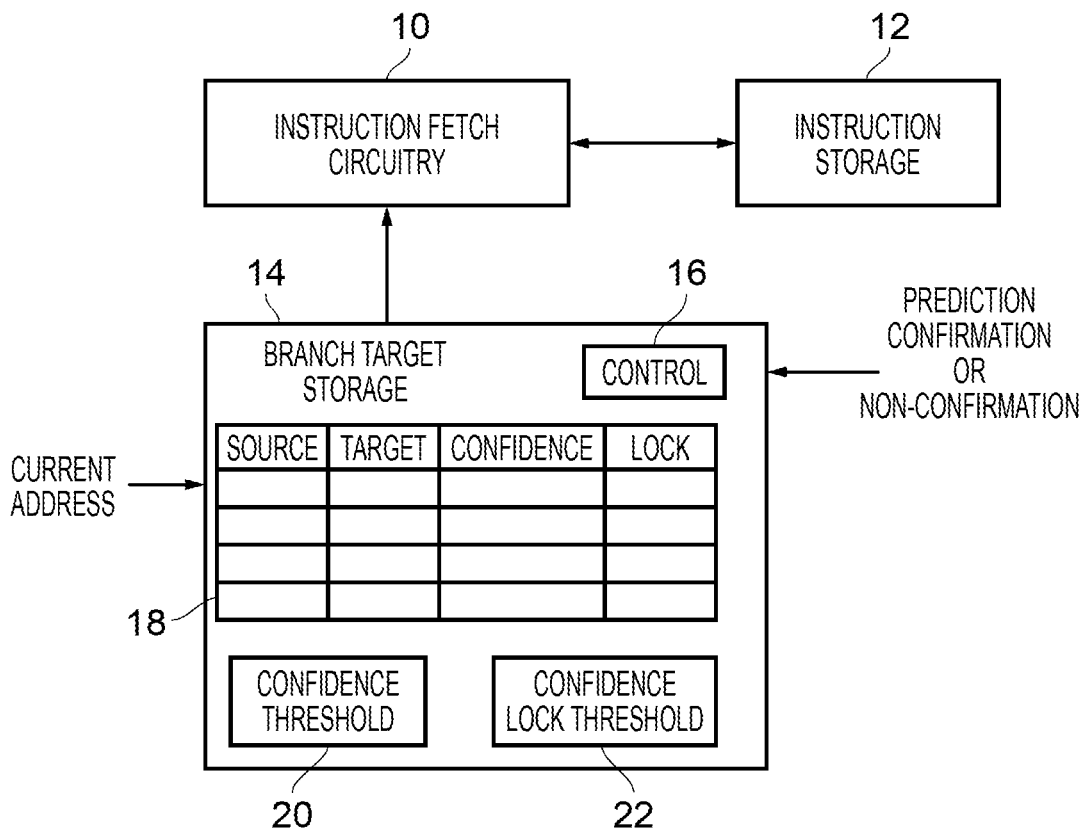 10
12
INSTRUCTION FETCH
CIRCUITRY
INSTRUCTION
STORAGE
14
16
BRANCH TARGET
STORAGE
CONTROL
PREDICTION
CONFIRMATION
OR
NON-CONFIRMATION
SOURCE
TARGET
CONFIDENCE
LOCK
CURRENT
ADDRESS
18
CONFIDENCE
THRESHOLD
CONFIDENCE
LOCK THRESHOLD
20
22